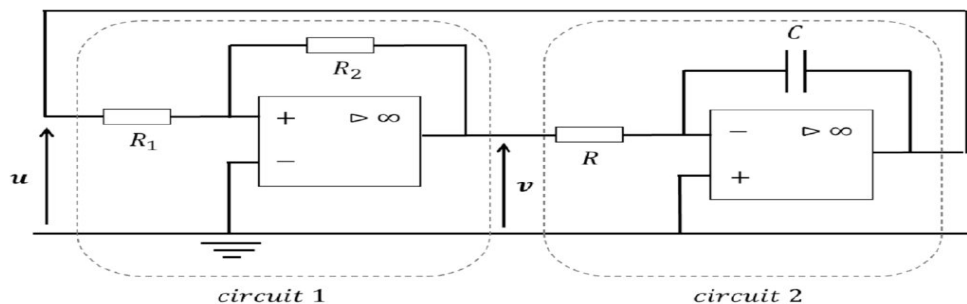 C
R₂
R₁
+
▷ ∞
−
u
v
R
−
▷ ∞
+
circuit 1
circuit 2